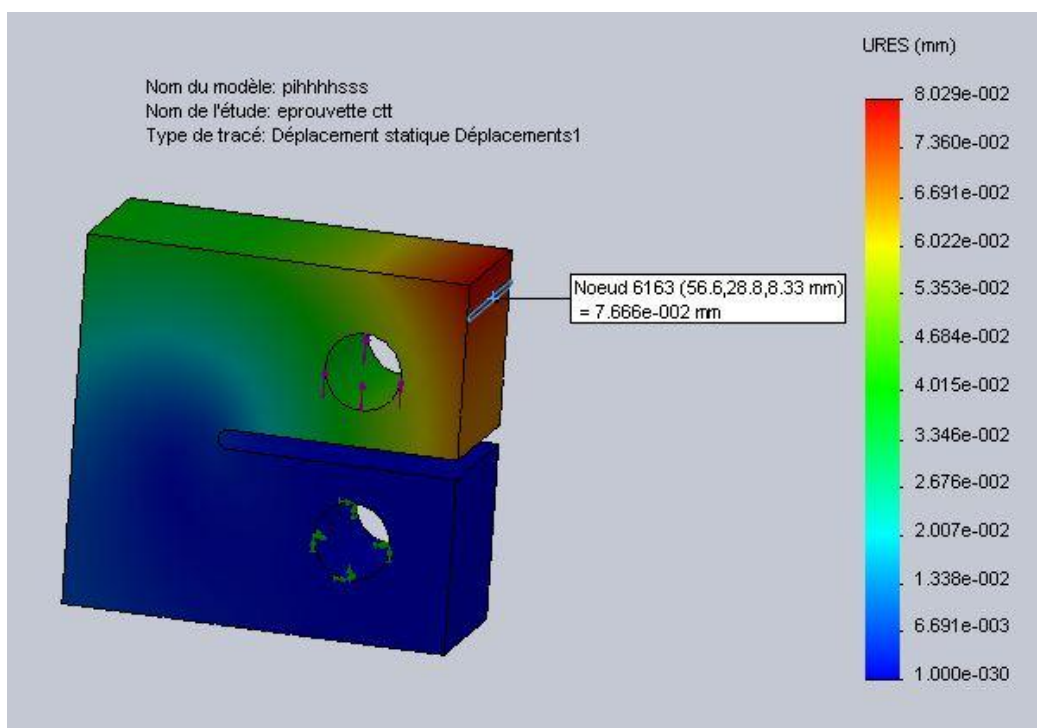 URES (mm)
Nom du modèle: pihhhhsss
Nom de l'étude: eprouvette ctt
Type de tracé: Déplacement statique Déplacements1
8.029e-002
7.360e-002
6.691e-002
6.022e-002
5.353e-002
4.684e-002
4.015e-002
3.346e-002
2.676e-002
2.007e-002
1.338e-002
6.691e-003
1.000e-030
Noeud 6163 (56.6,28.8,8.33 mm)
= 7.666e-002 mm